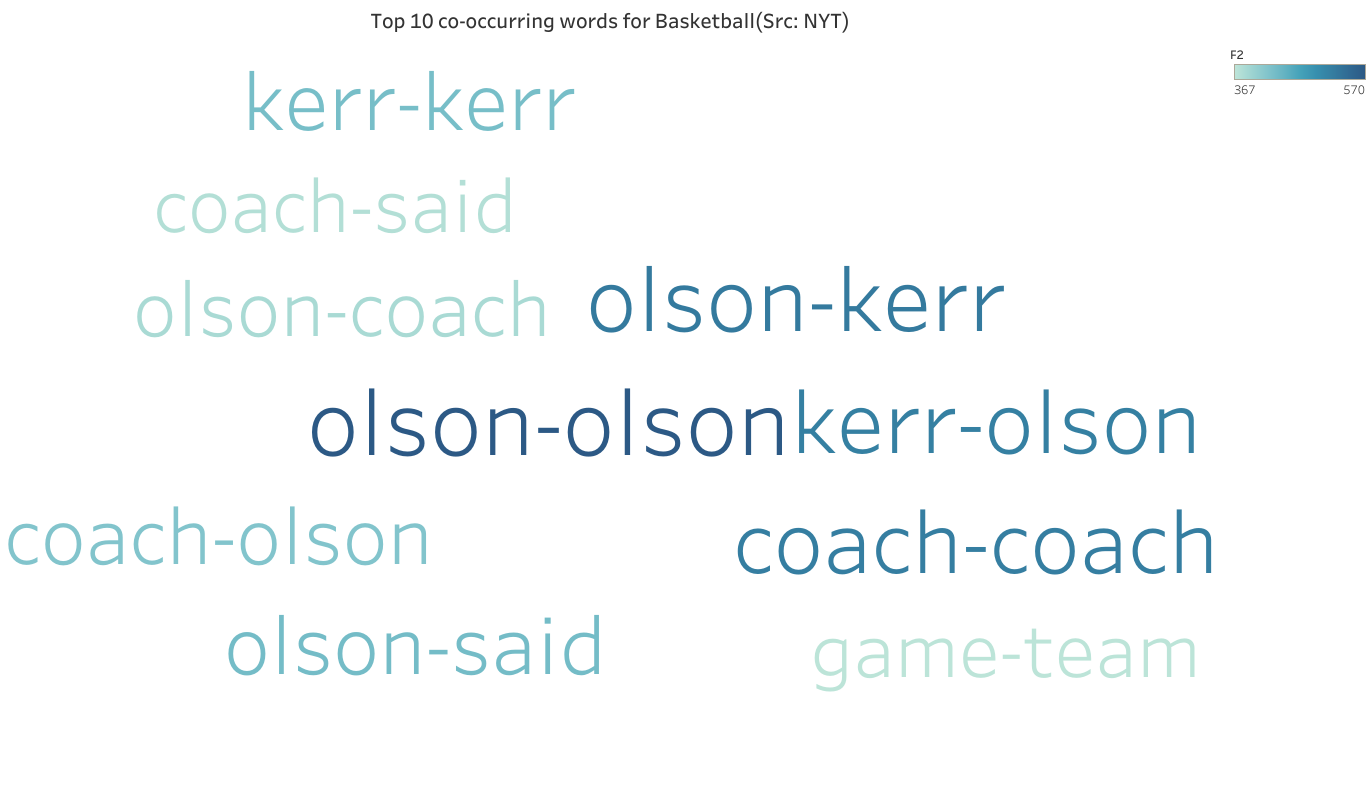 Top 10 co-occurring words for Basketball(Src: NYT)
F2
367 570
kerr-kerr
coach-said
olson-coach olson-kerr
olson-olson kerr-olson
coach-olson coach-coach
olson-said game-team